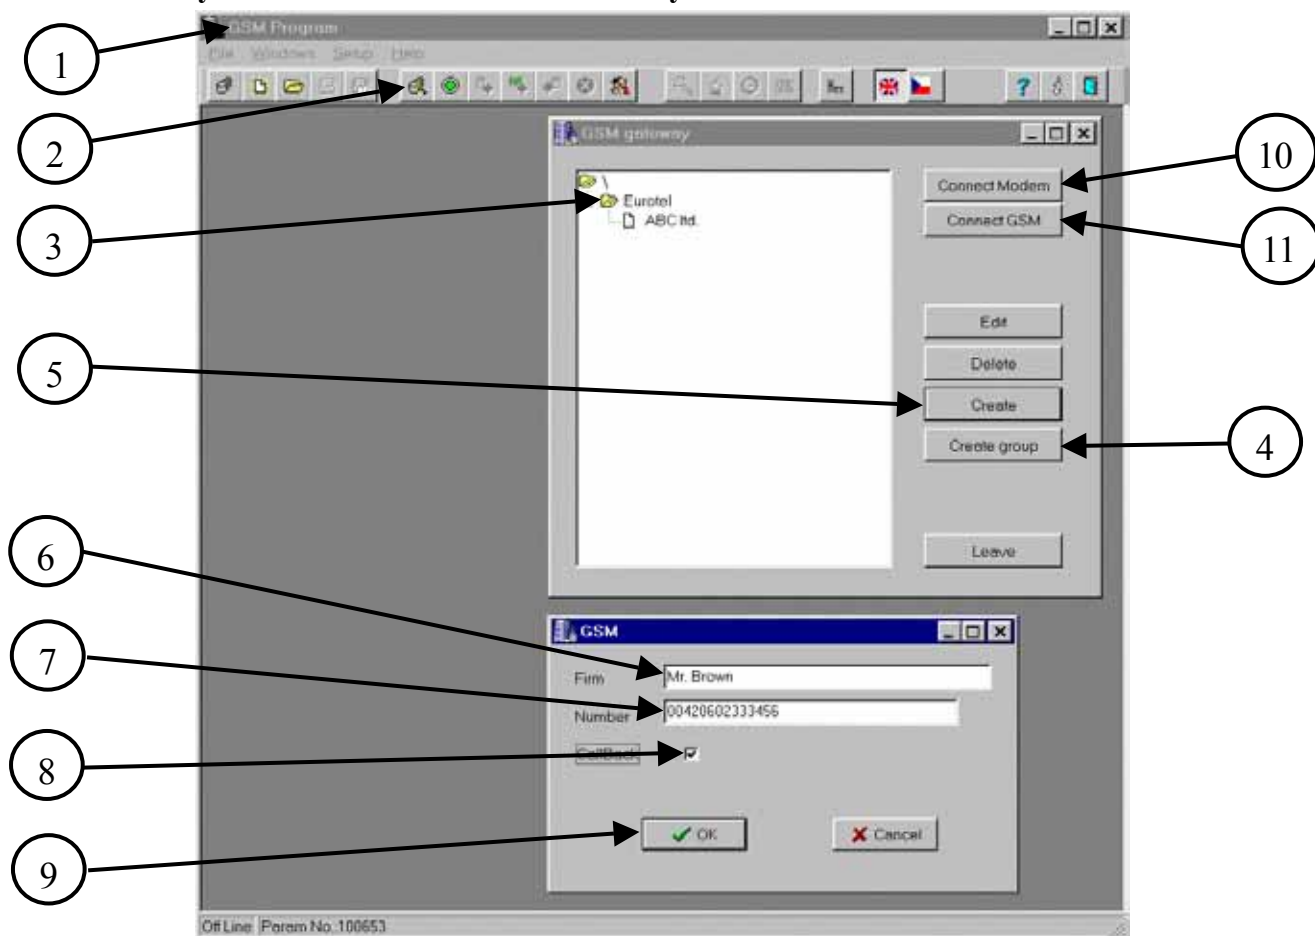 GSM Program
1
File Windows Setup Help
2
GSM gateway
10
\
Connect Modem
3
Eurotel
ABC ltd.
Connect GSM
11
Edit
5
Delete
Create
Create group
4
6
Leave
GSM
7
Firm
Mr. Brown
Number
00420602333456
8
CallBack
OK
Cancel
9
Off Line Param No.:100653